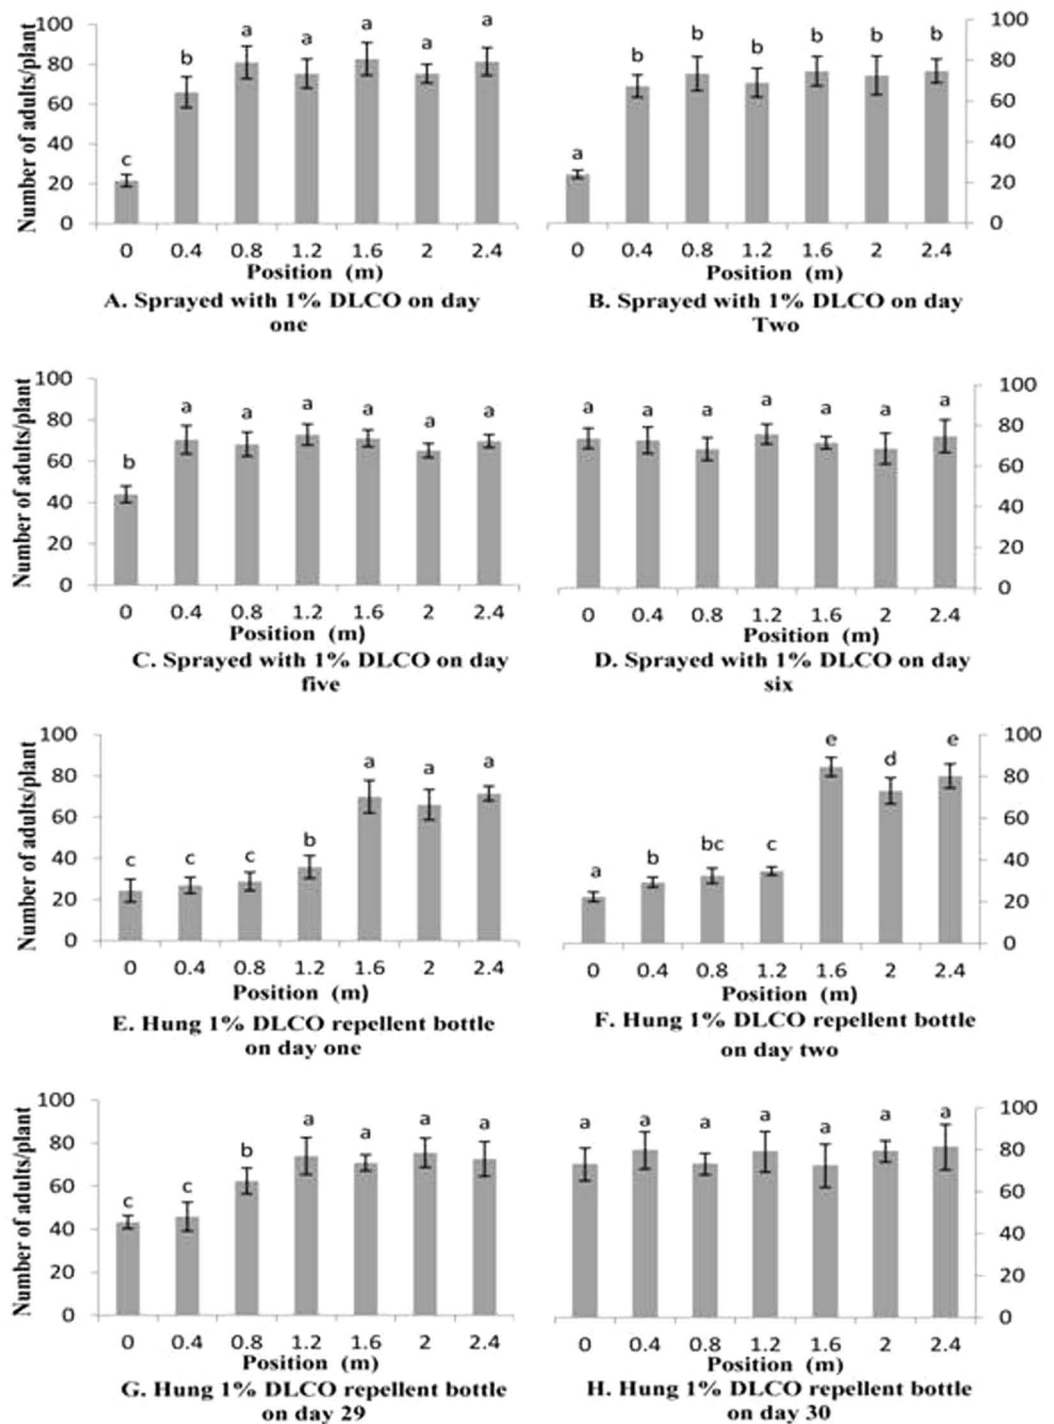 Number of adults/plant
100
80
60
40
20
0
c b a a a a a
0 0.4 0.8 1.2 1.6 2 2.4
Position (m)
A. Sprayed with 1% DLCO on day
one
a b b b b b b
100
80
60
40
20
0
0 0.4 0.8 1.2 1.6 2 2.4
Position (m)
B. Sprayed with 1% DLCO on day
Two
Number of adults/plant
100
80
60
40
20
0
b a a a a a a
0 0.4 0.8 1.2 1.6 2 2.4
Position (m)
C. Sprayed with 1% DLCO on day
five
a a a a a a a
100
80
60
40
20
0
0 0.4 0.8 1.2 1.6 2 2.4
Position (m)
D. Sprayed with 1% DLCO on day
six
Number of adults/plant
100
80
60
40
20
0
c c c b a a a
0 0.4 0.8 1.2 1.6 2 2.4
Position (m)
E. Hung 1% DLCO repellent bottle
on day one
a b bc c e d e
100
80
60
40
20
0
0 0.4 0.8 1.2 1.6 2 2.4
Position (m)
F. Hung 1% DLCO repellent bottle
on day two
Number of adults/plant
100
80
60
40
20
0
c c b a a a a
0 0.4 0.8 1.2 1.6 2 2.4
Position (m)
G. Hung 1% DLCO repellent bottle
on day 29
a a a a a a a
100
80
60
40
20
0
0 0.4 0.8 1.2 1.6 2 2.4
Position (m)
H. Hung 1% DLCO repellent bottle
on day 30